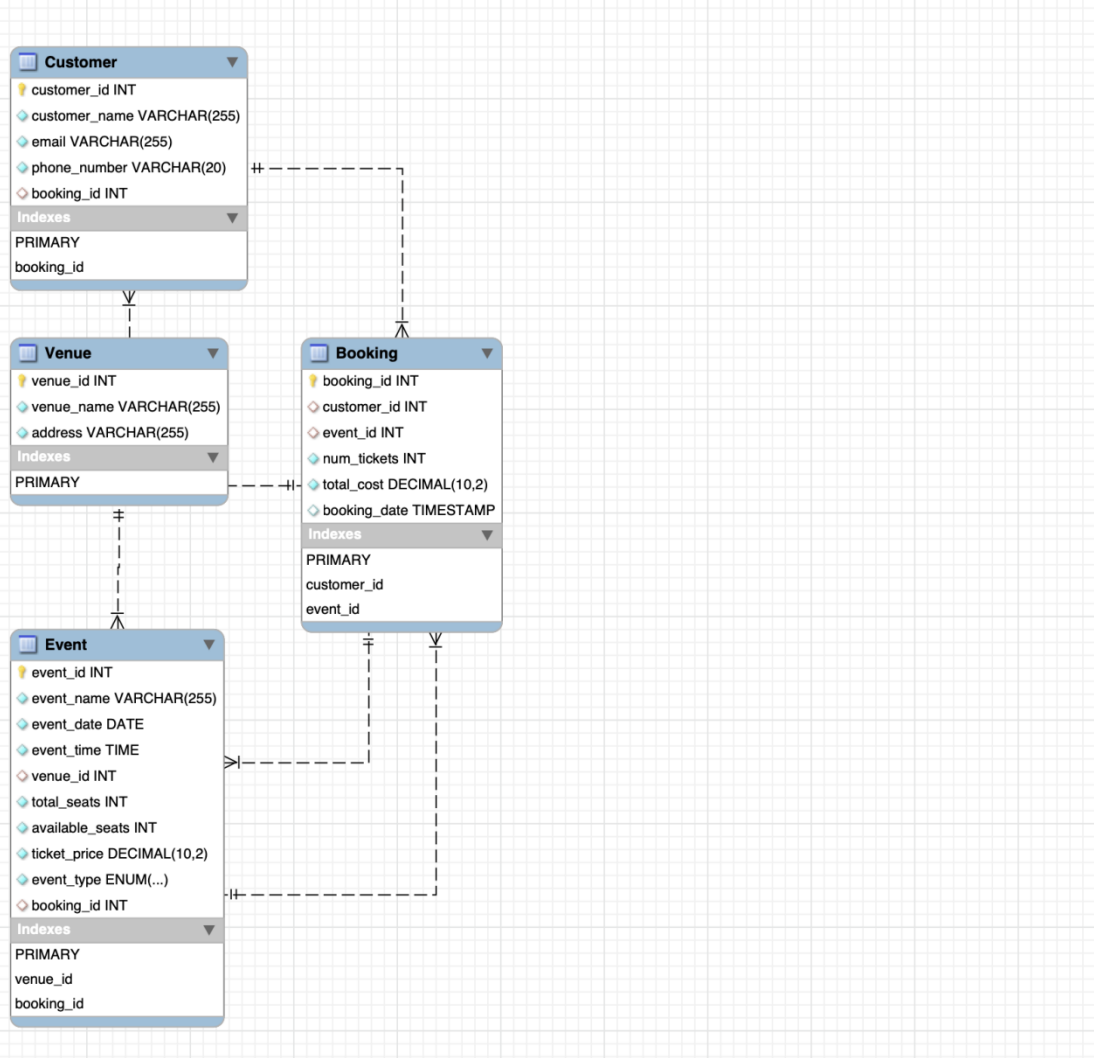 Customer
customer_id INT
customer_name VARCHAR(255)
email VARCHAR(255)
phone_number VARCHAR(20)
booking_id INT
Indexes
PRIMARY
booking_id
Venue
venue_id INT
venue_name VARCHAR(255)
address VARCHAR(255)
Indexes
PRIMARY
Booking
booking_id INT
customer_id INT
event_id INT
num_tickets INT
total_cost DECIMAL(10,2)
booking_date TIMESTAMP
Indexes
PRIMARY
customer_id
event_id
Event
event_id INT
event_name VARCHAR(255)
event_date DATE
event_time TIME
venue_id INT
total_seats INT
available_seats INT
ticket_price DECIMAL(10,2)
event_type ENUM(...)
booking_id INT
Indexes
PRIMARY
venue_id
booking_id